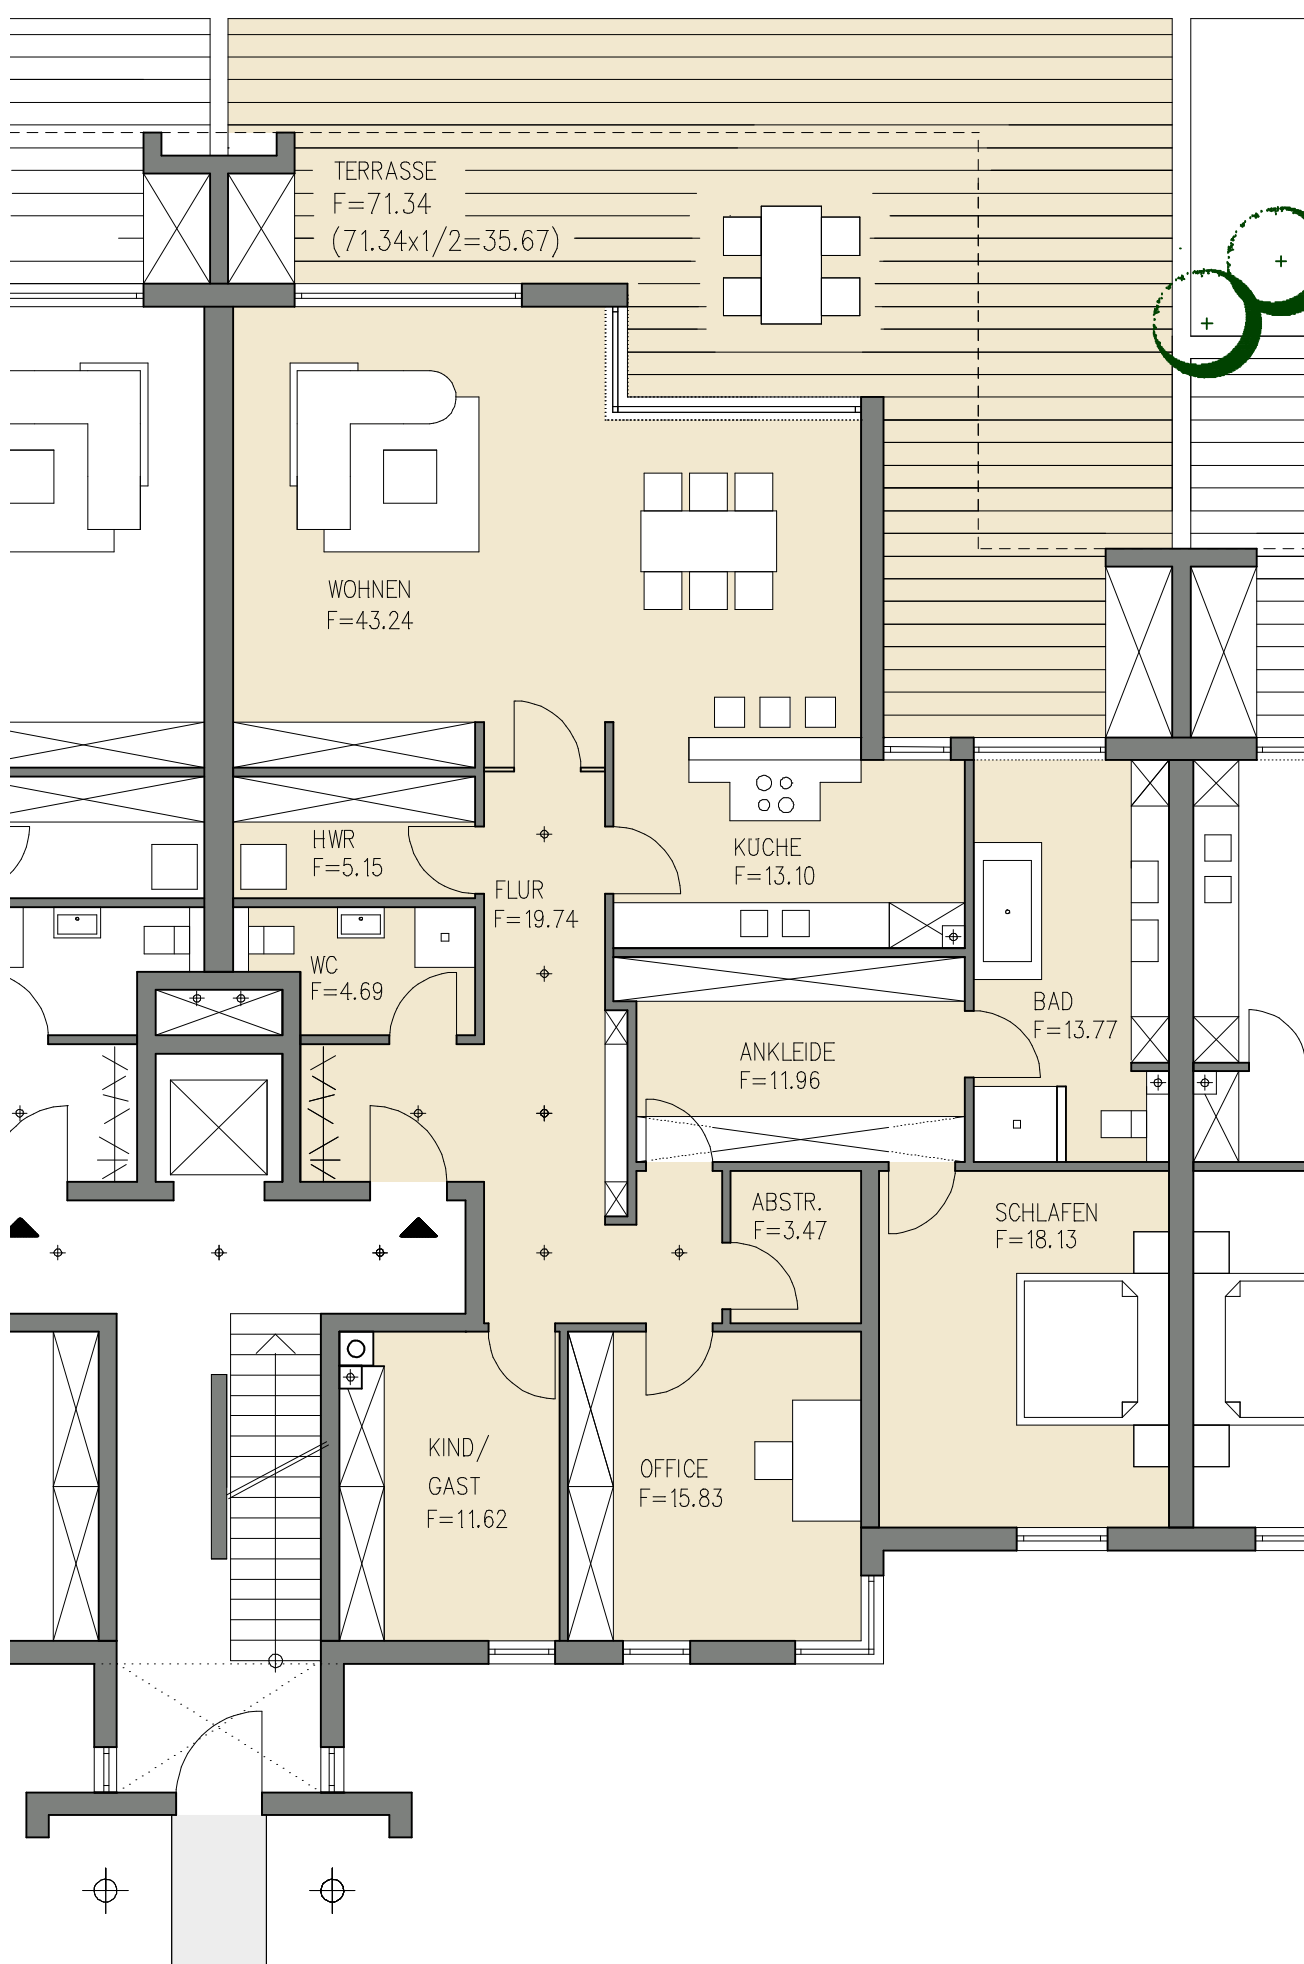 TERRASSE
F=71.34
(71.34x1/2=35.67)
WOHNEN
F=43.24
HWR
F=5.15
KÜCHE
F=13.10
FLUR
F=19.74
WC
F=4.69
BAD
F=13.77
ANKLEIDE
F=11.96
ABSTR.
F=3.47
SCHLAFEN
F=18.13
KIND/
GAST
F=11.62
OFFICE
F=15.83